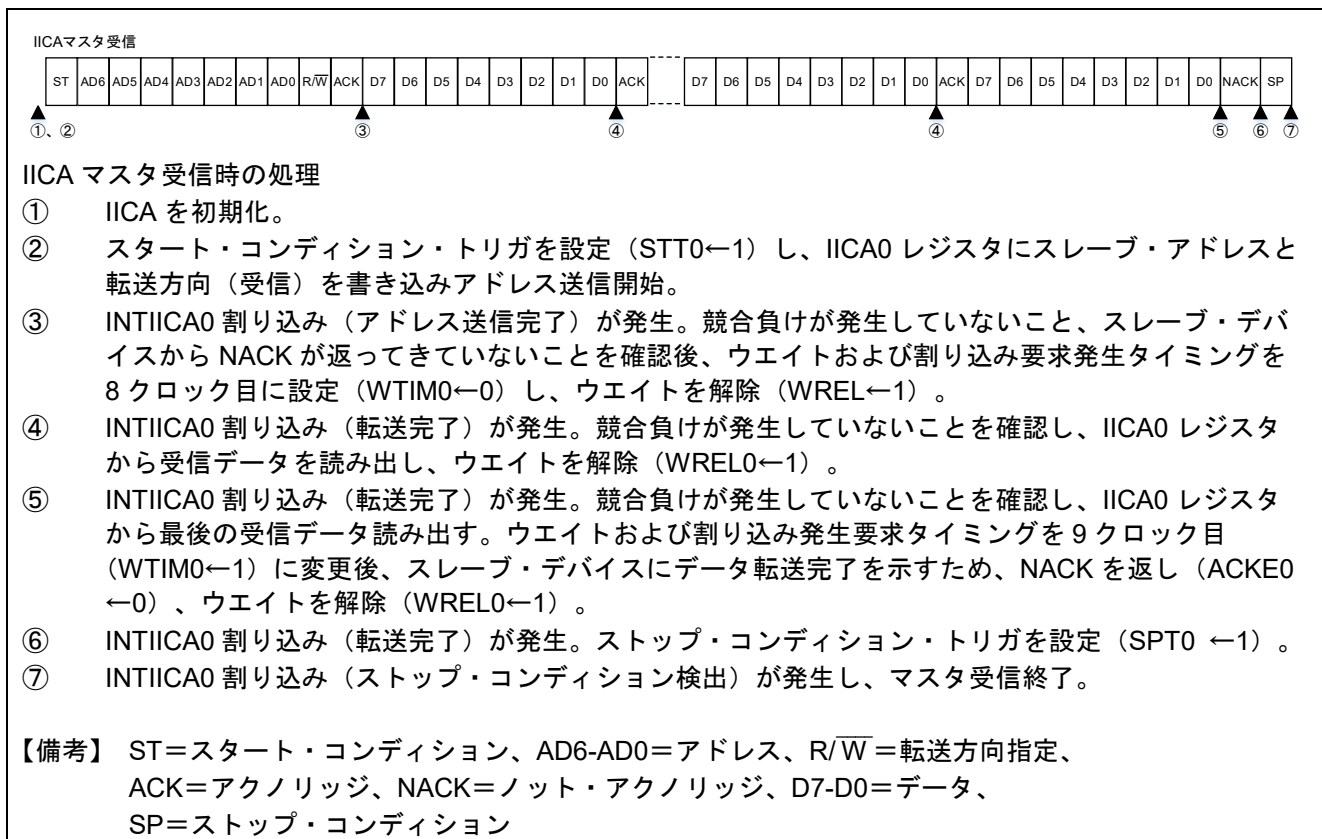 IICAマスタ受信
ST AD6 AD5 AD4 AD3 AD2 AD1 AD0 R/W̅ ACK D7 D6 D5 D4 D3 D2 D1 D0 ACK D7 D6 D5 D4 D3 D2 D1 D0 ACK D7 D6 D5 D4 D3 D2 D1 D0 NACK SP
①、② ③ ④ ④ ⑤ ⑥ ⑦
IICA マスタ受信時の処理
① IICA を初期化。
② スタート・コンディション・トリガを設定（STT0←1）し、IICA0 レジスタにスレーブ・アドレスと
転送方向（受信）を書き込みアドレス送信開始。
③ INTIICA0 割り込み（アドレス送信完了）が発生。競合負けが発生していないこと、スレーブ・デバ
イスから NACK が返ってきていないことを確認後、ウエイトおよび割り込み要求発生タイミングを
8 クロック目に設定（WTIM0←0）し、ウエイトを解除（WREL←1）。
④ INTIICA0 割り込み（転送完了）が発生。競合負けが発生していないことを確認し、IICA0 レジスタ
から受信データを読み出し、ウエイトを解除（WREL0←1）。
⑤ INTIICA0 割り込み（転送完了）が発生。競合負けが発生していないことを確認し、IICA0 レジスタ
から最後の受信データ読み出す。ウエイトおよび割り込み発生要求タイミングを 9 クロック目
（WTIM0←1）に変更後、スレーブ・デバイスにデータ転送完了を示すため、NACK を返し（ACKE0
←0）、ウエイトを解除（WREL0←1）。
⑥ INTIICA0 割り込み（転送完了）が発生。ストップ・コンディション・トリガを設定（SPT0 ←1）。
⑦ INTIICA0 割り込み（ストップ・コンディション検出）が発生し、マスタ受信終了。
【備考】 ST＝スタート・コンディション、AD6-AD0＝アドレス、R/W̅＝転送方向指定、
ACK＝アクノリッジ、NACK＝ノット・アクノリッジ、D7-D0＝データ、
SP＝ストップ・コンディション